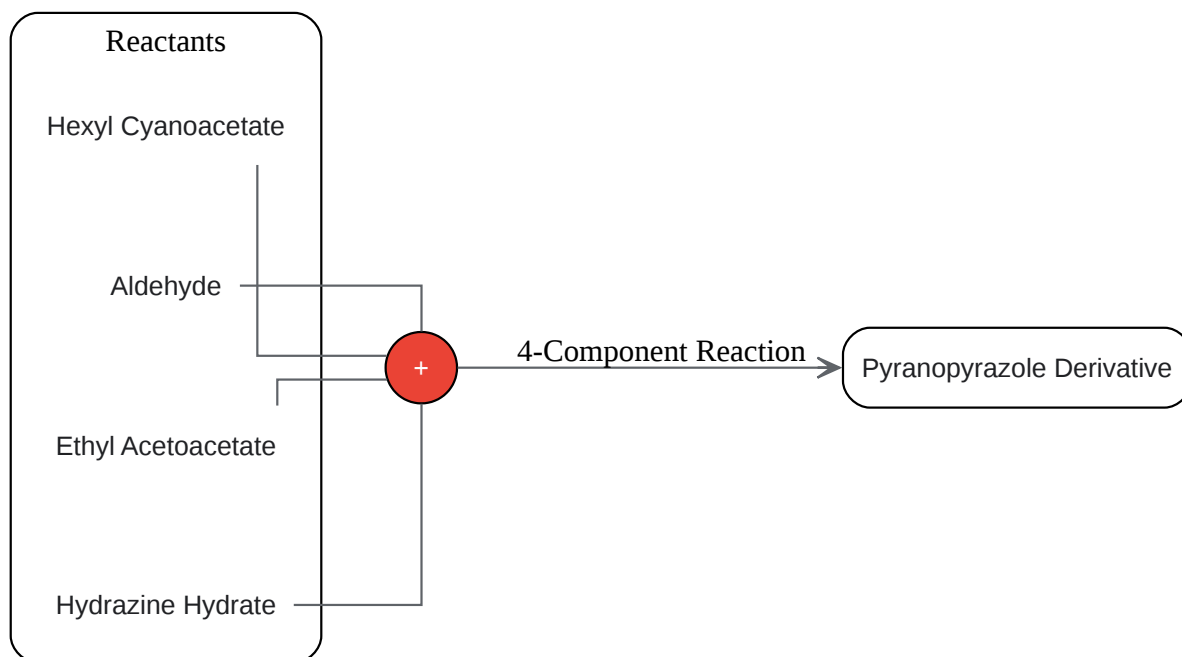 Reactants
Hexyl Cyanoacetate
Aldehyde
Ethyl Acetoacetate
Hydrazine Hydrate
+
4-Component Reaction
Pyranopyrazole Derivative